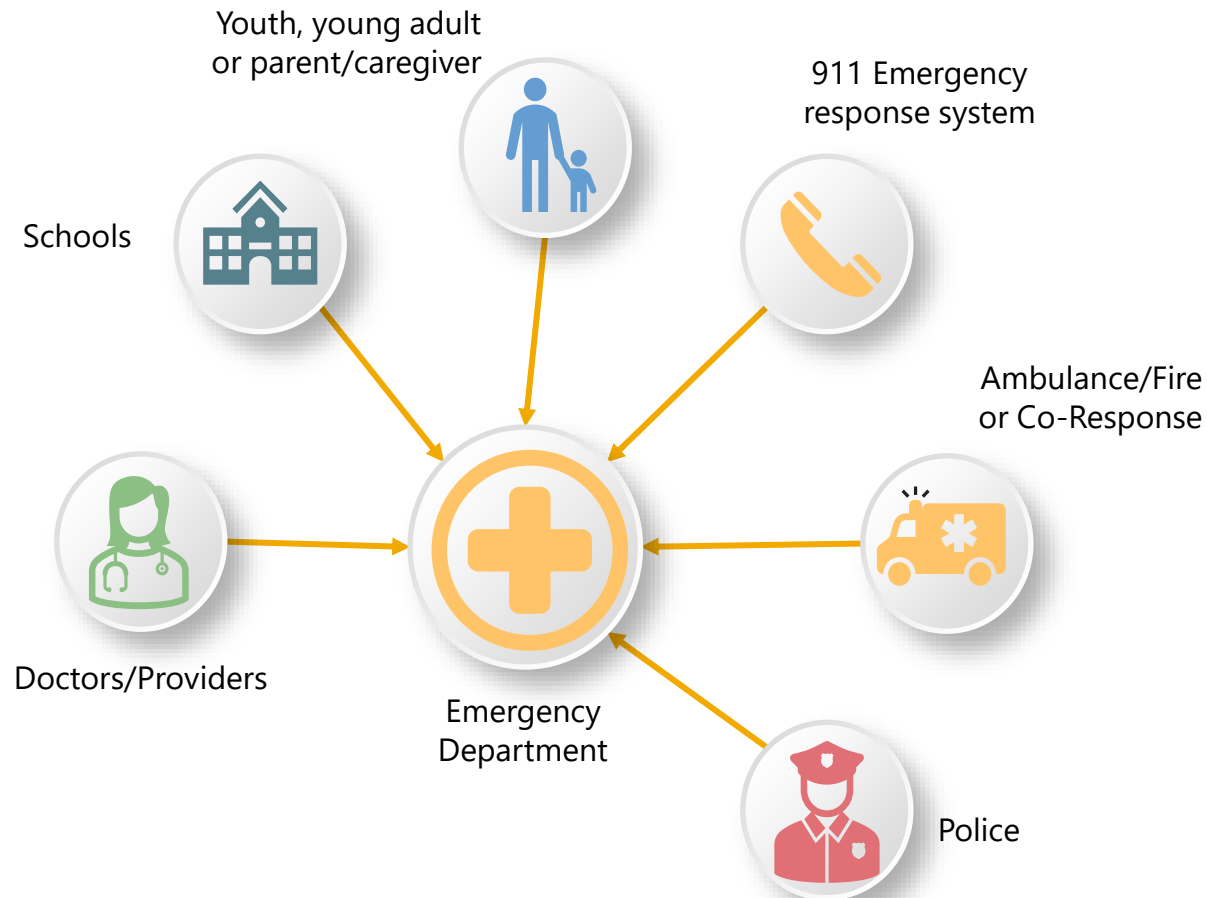 Youth, young adult
or parent/caregiver
911 Emergency
response system
Schools
Ambulance/Fire
or Co-Response
Doctors/Providers
Emergency
Department
Police